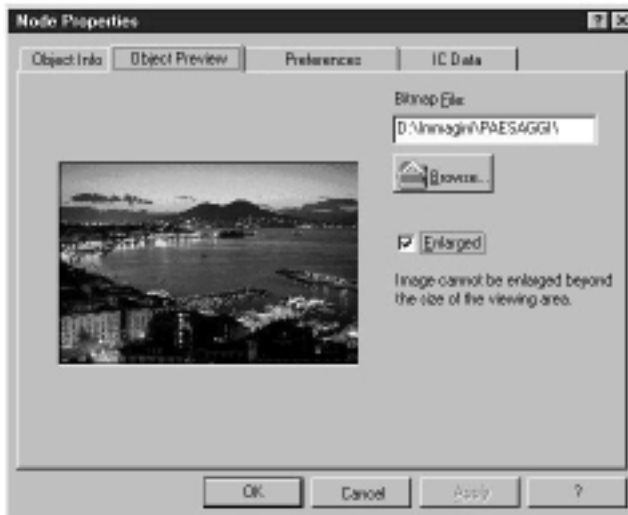 Node Properties
? X
Object Info Object Preview Preferences IC Data
Bitmap File:
D:\Immagini\PAESAGGI\
Browse...
Enlarged
Image cannot be enlarged beyond
the size of the viewing area.
OK Cancel Apply ?